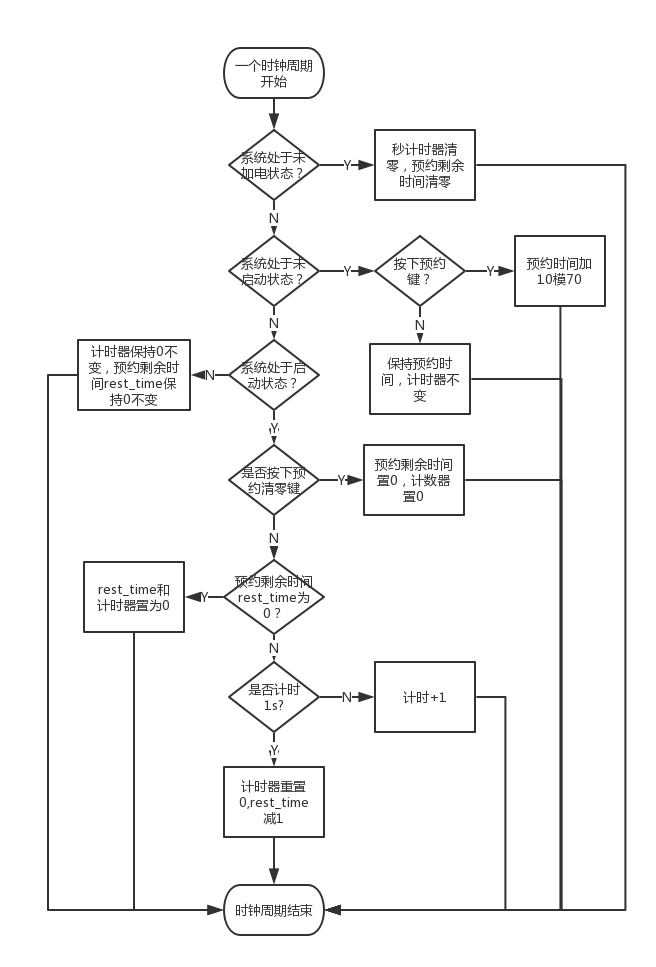 一个时钟周期
开始
系统处于未
加电状态？
Y
秒计时器清
零，预约剩余
时间清零
N
系统处于未
启动状态？
Y
按下预约
键？
Y
预约时间加
10模70
N
N
计时器保持0不
变，预约剩余时
间rest_time保
持0不变
N
系统处于启
动状态？
保持预约时
间，计时器不
变
Y
是否按下预
约清零键
Y
预约剩余时间
置0，计数器
置0
N
rest_time和
计时器置为0
Y
预约剩余时间
rest_time为
0？
N
是否计时
1s?
N
计时+1
Y
计时器重置
0,rest_time
减1
时钟周期结束